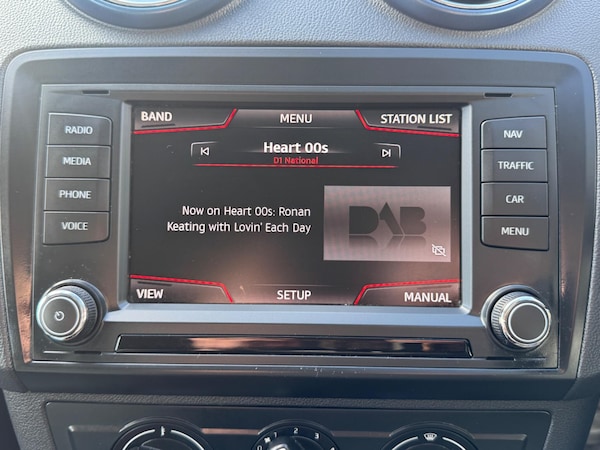 BAND
MENU
STATION LIST
Heart 00s
D1 National
Now on Heart 00s: Ronan
Keating with Lovin' Each Day
DAB
VIEW
SETUP
MANUAL
RADIO
MEDIA
PHONE
VOICE
NAV
TRAFFIC
CAR
MENU